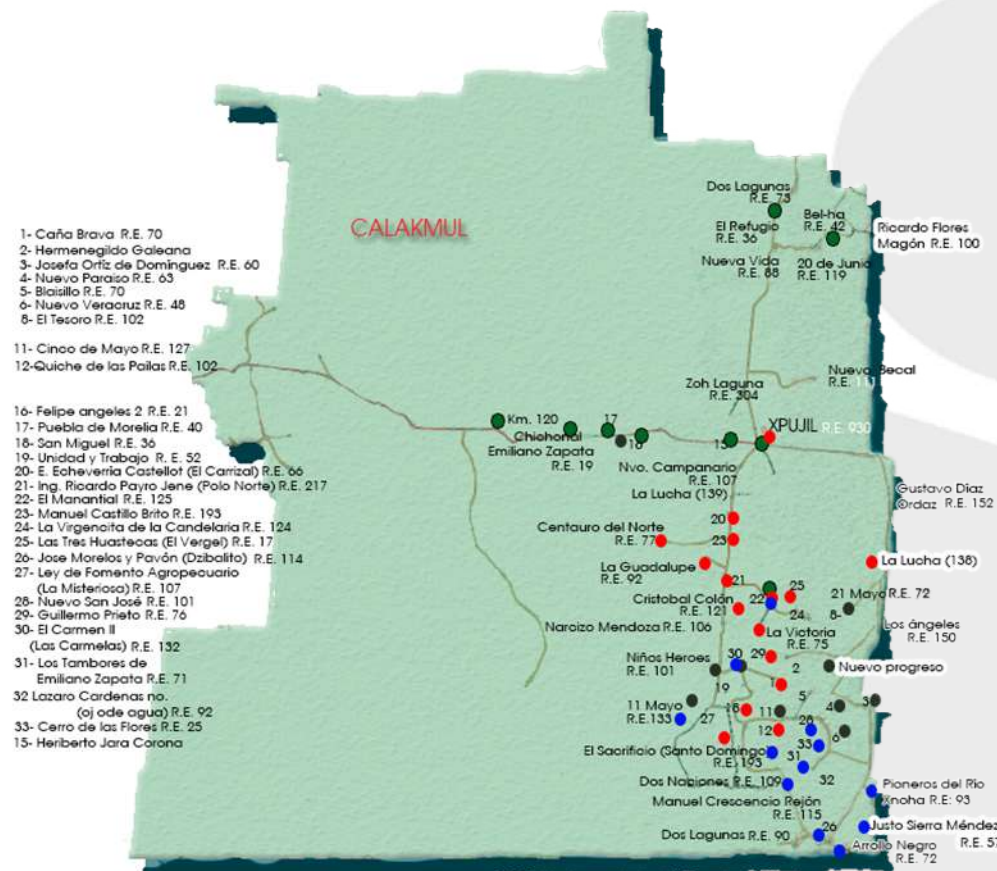 CALAKMUL
1- Caña Brava R.E. 70
2- Hermenegildo Galeana
3- Josefa Ortiz de Dominguez R.E. 60
4- Nuevo Paraiso R.E. 63
5- Blaisillo R.E. 70
6- Nuevo Veracruz R.E. 48
8- El Tesoro R.E. 102
11- Cinco de Mayo R.E. 127
12-Quiche de las Pailas R.E. 102
16- Felipe angeles 2 R.E. 21
17- Puebla de Morelia R.E. 40
18- San Miguel R.E. 36
19- Unidad y Trabajo R.E. 52
20- E. Echeverría Castellot (El Carrizal) R.E. 66
21- Ing. Ricardo Payro Jene (Polo Norte) R.E. 217
22- El Manantial R.E. 125
23- Manuel Castillo Brito R.E. 193
24- La Virgencita de la Candelaria R.E. 124
25- Las Tres Huastecas (El Vergel) R.E. 17
26- Jose Morelos y Pavón (Dzibalito) R.E. 114
27- Ley de Fomento Agropecuario
(La Misteriosa) R.E. 107
28- Nuevo San José R.E. 101
29- Guillermo Prieto R.E. 76
30- El Carmen II
(Las Carmelas) R.E. 132
31- Los Tambores de
Emiliano Zapata R.E. 71
32 Lazaro Cardenas no.
(oj ode agua) R.E. 92
33- Cerro de las Flores R.E. 25
15- Heriberto Jara Corona
Dos Lagunas
R.E. 73
El Refugio
R.E. 36
Bel-ha
R.E. 42
Ricardo Flores
Magón R.E. 100
Nueva Vida
R.E. 88
20 de Junio
R.E. 119
Nuevo Becal
R.E. 111
Zoh Laguna
R.E. 304
XPUJIL R.E. 930
Km. 120
17
Chichonal
16
15
Emiliano Zapata
R.E. 19
Nvo. Campanario
R.E. 107
La Lucha (139)
Gustavo Díaz
Ordaz R.E. 152
20
Centauro del Norte
R.E. 77
23
La Guadalupe
R.E. 92
La Lucha (138)
21
25
22
24
21 Mayo R.E. 72
8-
Cristobal Colón
R.E. 121
Narcizo Mendoza R.E. 106
La Victoria
R.E. 75
Los ángeles
R.E. 150
Niños Heroes
R.E. 101
30
29
2
Nuevo progreso
19
1
5
11 Mayo
R.E.133
27
18
11
4
3
12
28
6
33
El Sacrificio (Santo Domingo)
R.E. 193
31
32
Dos Naciones R.E. 109
Manuel Crescencio Rejón
R.E. 115
Pioneros del Río
Xnoha R.E: 93
Dos Lagunas R.E. 90
26
Justo Sierra Méndez
R.E. 57
Arrollo Negro
R.E. 72